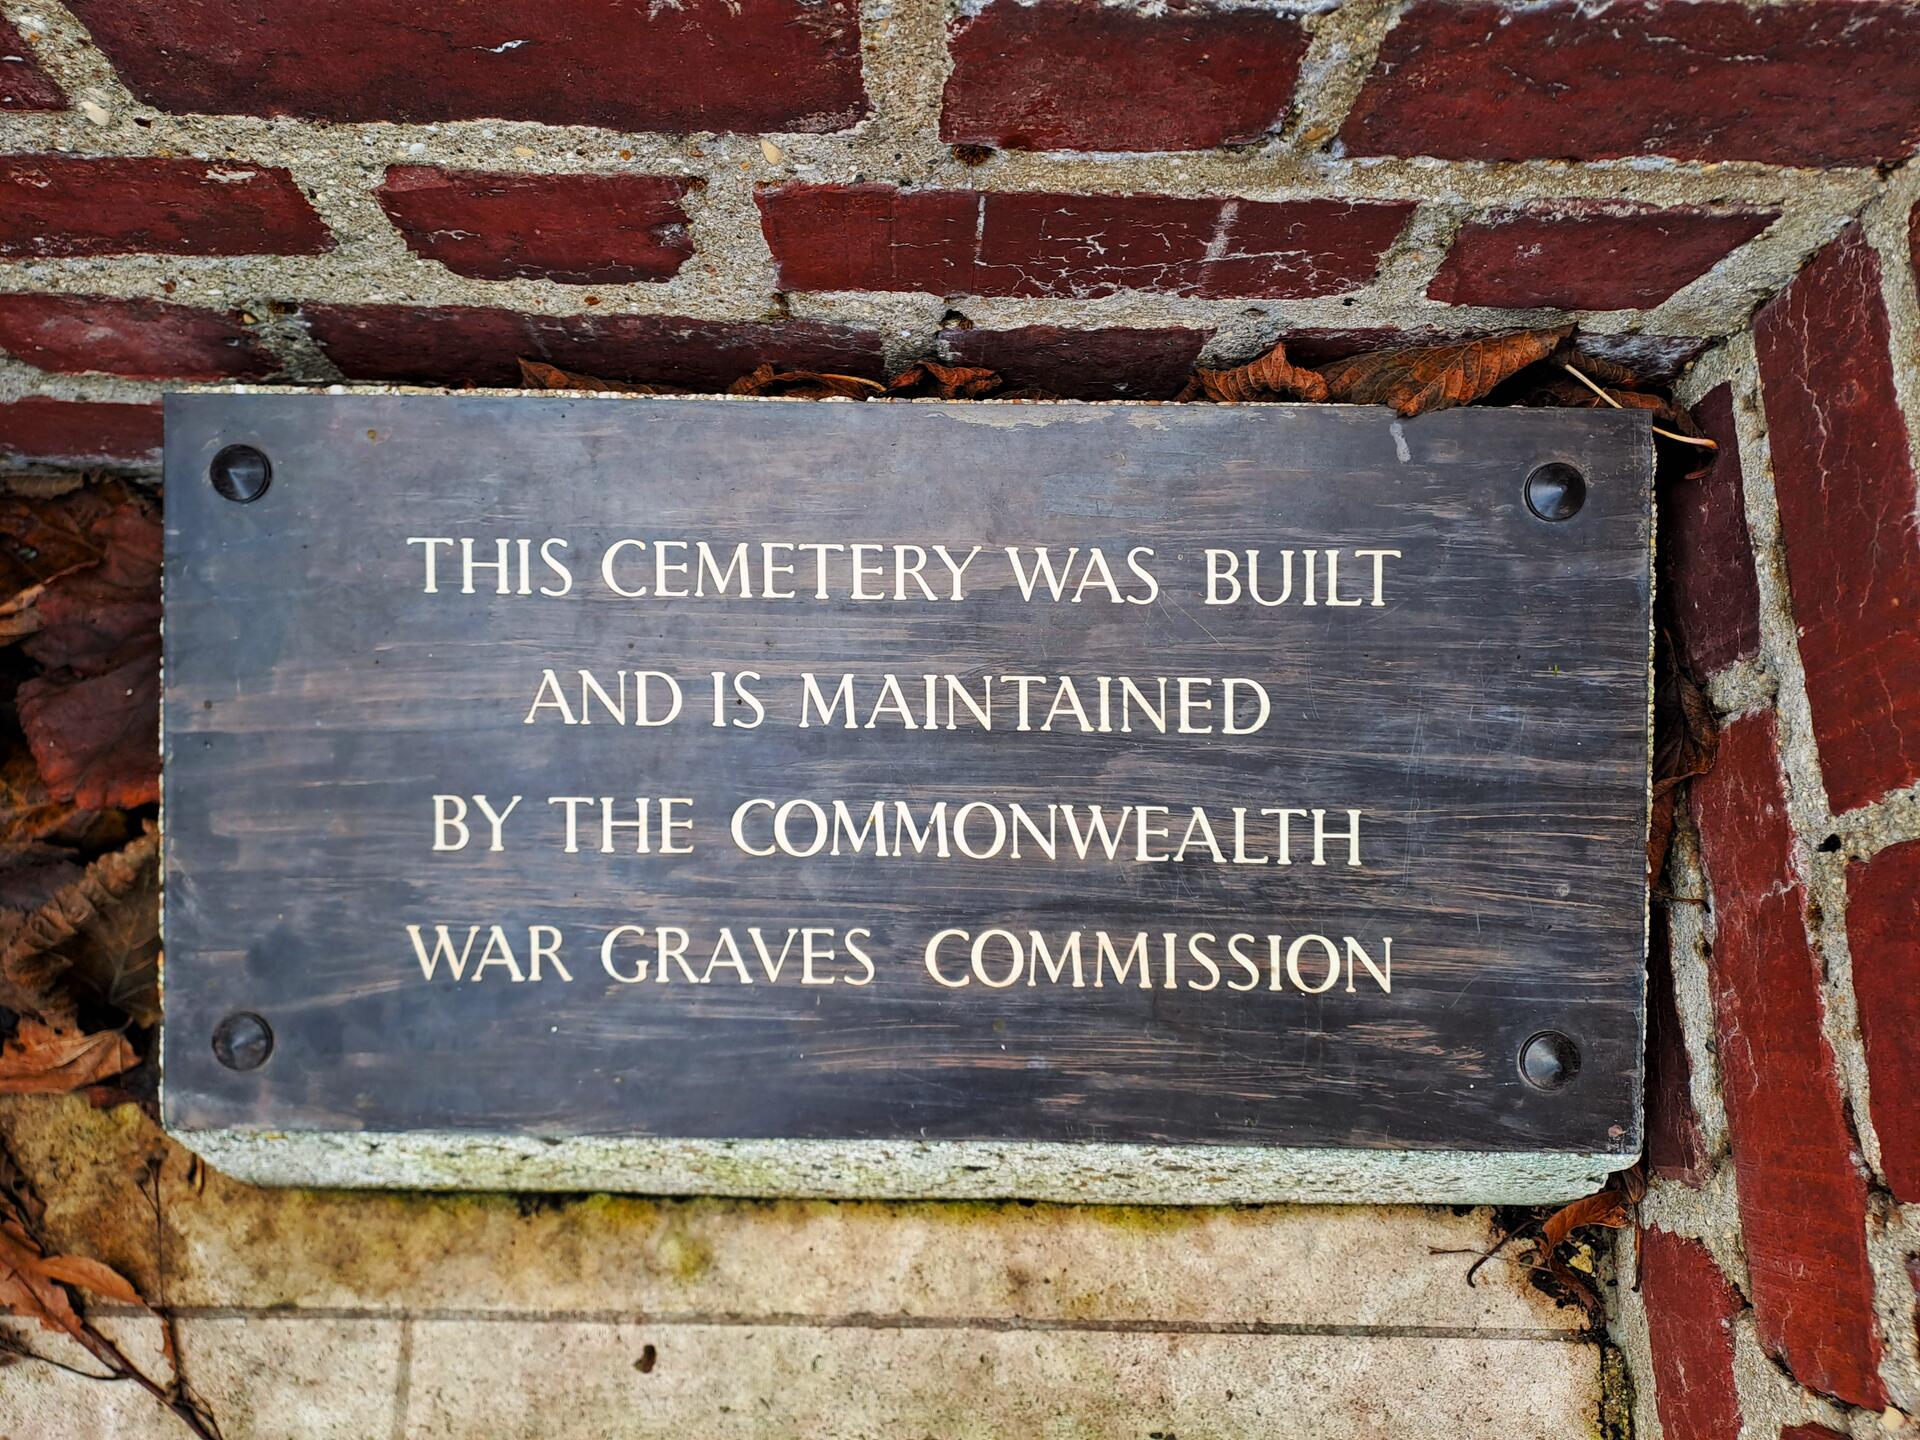 THIS CEMETERY WAS BUILT
AND IS MAINTAINED
BY THE COMMONWEALTH
WAR GRAVES COMMISSION